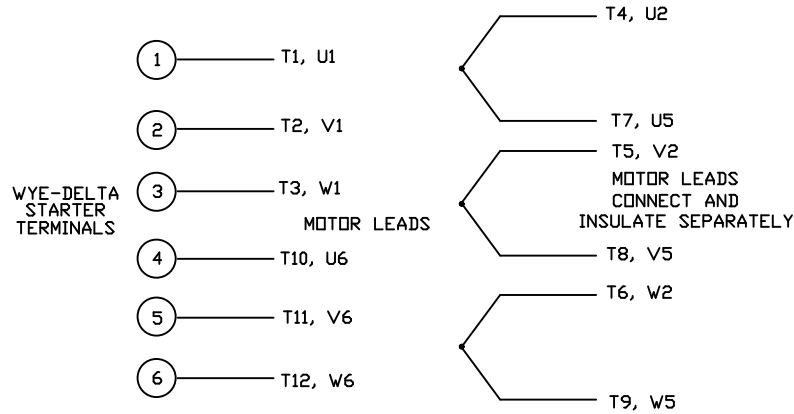 WYE-DELTA
STARTER
TERMINALS
1
T1, U1
2
T2, V1
3
T3, W1
MOTOR LEADS
4
T10, U6
5
T11, V6
6
T12, W6
T4, U2
T7, U5
T5, V2
MOTOR LEADS
CONNECT AND
INSULATE SEPARATELY
T8, V5
T6, W2
T9, W5